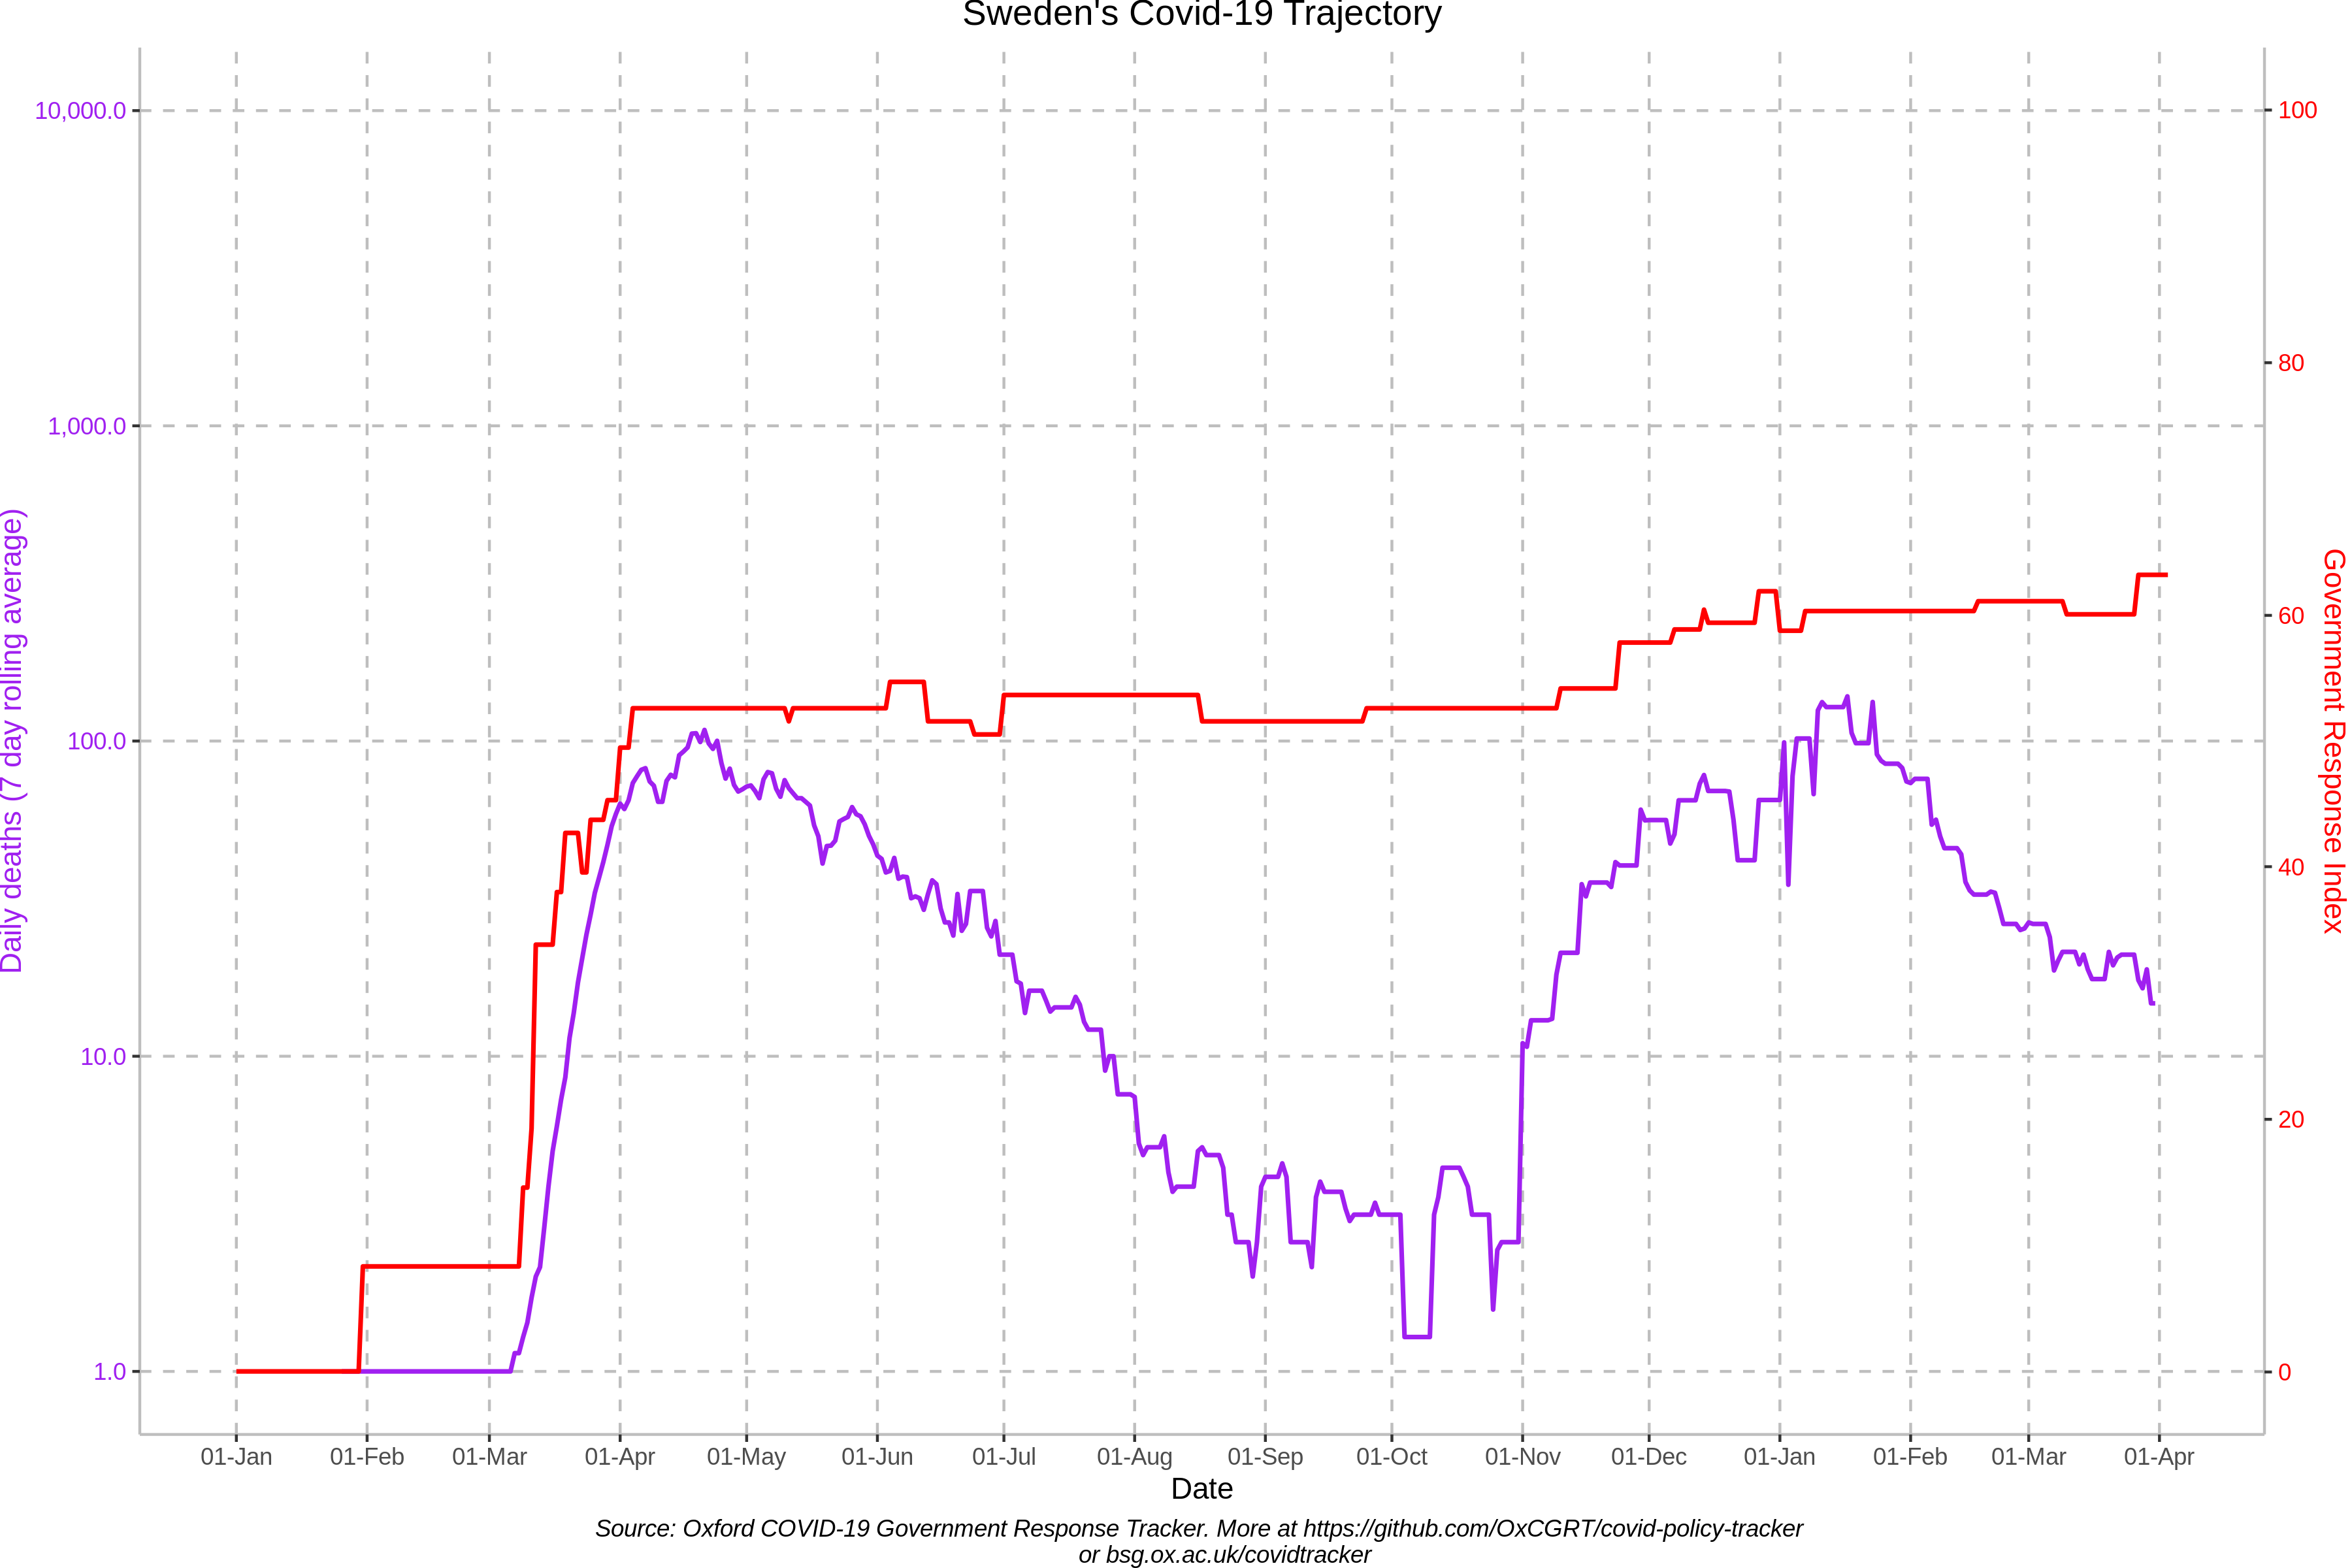 Sweden's Covid-19 Trajectory
10,000.0
1,000.0
100.0
10.0
1.0
Daily deaths (7 day rolling average)
100
80
60
40
20
0
Government Response Index
01-Jan 01-Feb 01-Mar 01-Apr 01-May 01-Jun 01-Jul 01-Aug 01-Sep 01-Oct 01-Nov 01-Dec 01-Jan 01-Feb 01-Mar 01-Apr
Date
Source: Oxford COVID-19 Government Response Tracker. More at https://github.com/OxCGRT/covid-policy-tracker
or bsg.ox.ac.uk/covidtracker